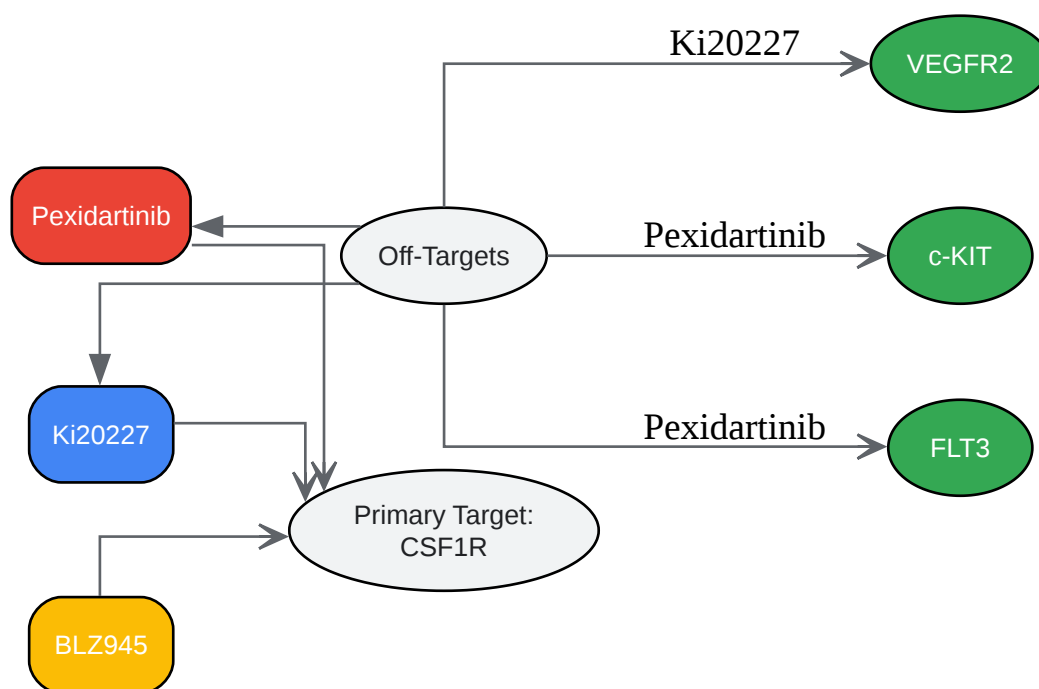 Ki20227
VEGFR2
Pexidartinib
Off-Targets
Pexidartinib
c-KIT
Ki20227
Pexidartinib
FLT3
Primary Target:
CSF1R
BLZ945